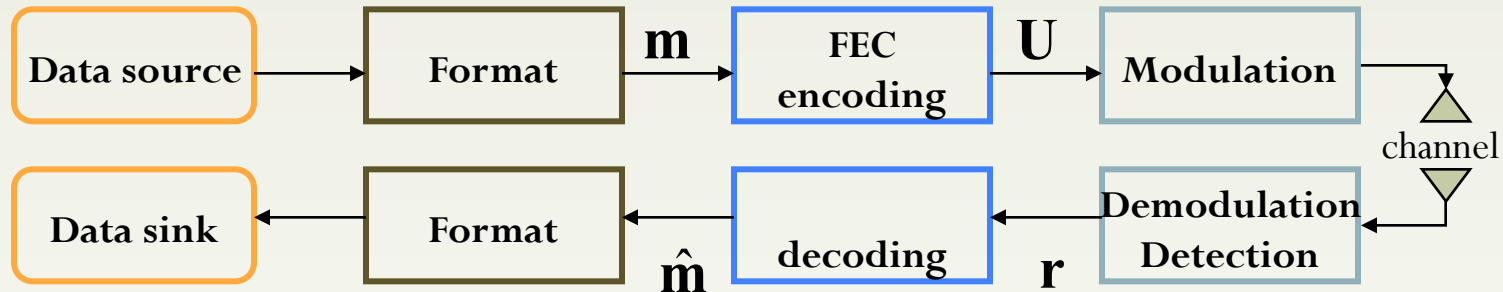 Data source
Format
m
FEC
encoding
U
Modulation
channel
Data sink
Format
m̂
decoding
r
Demodulation
Detection